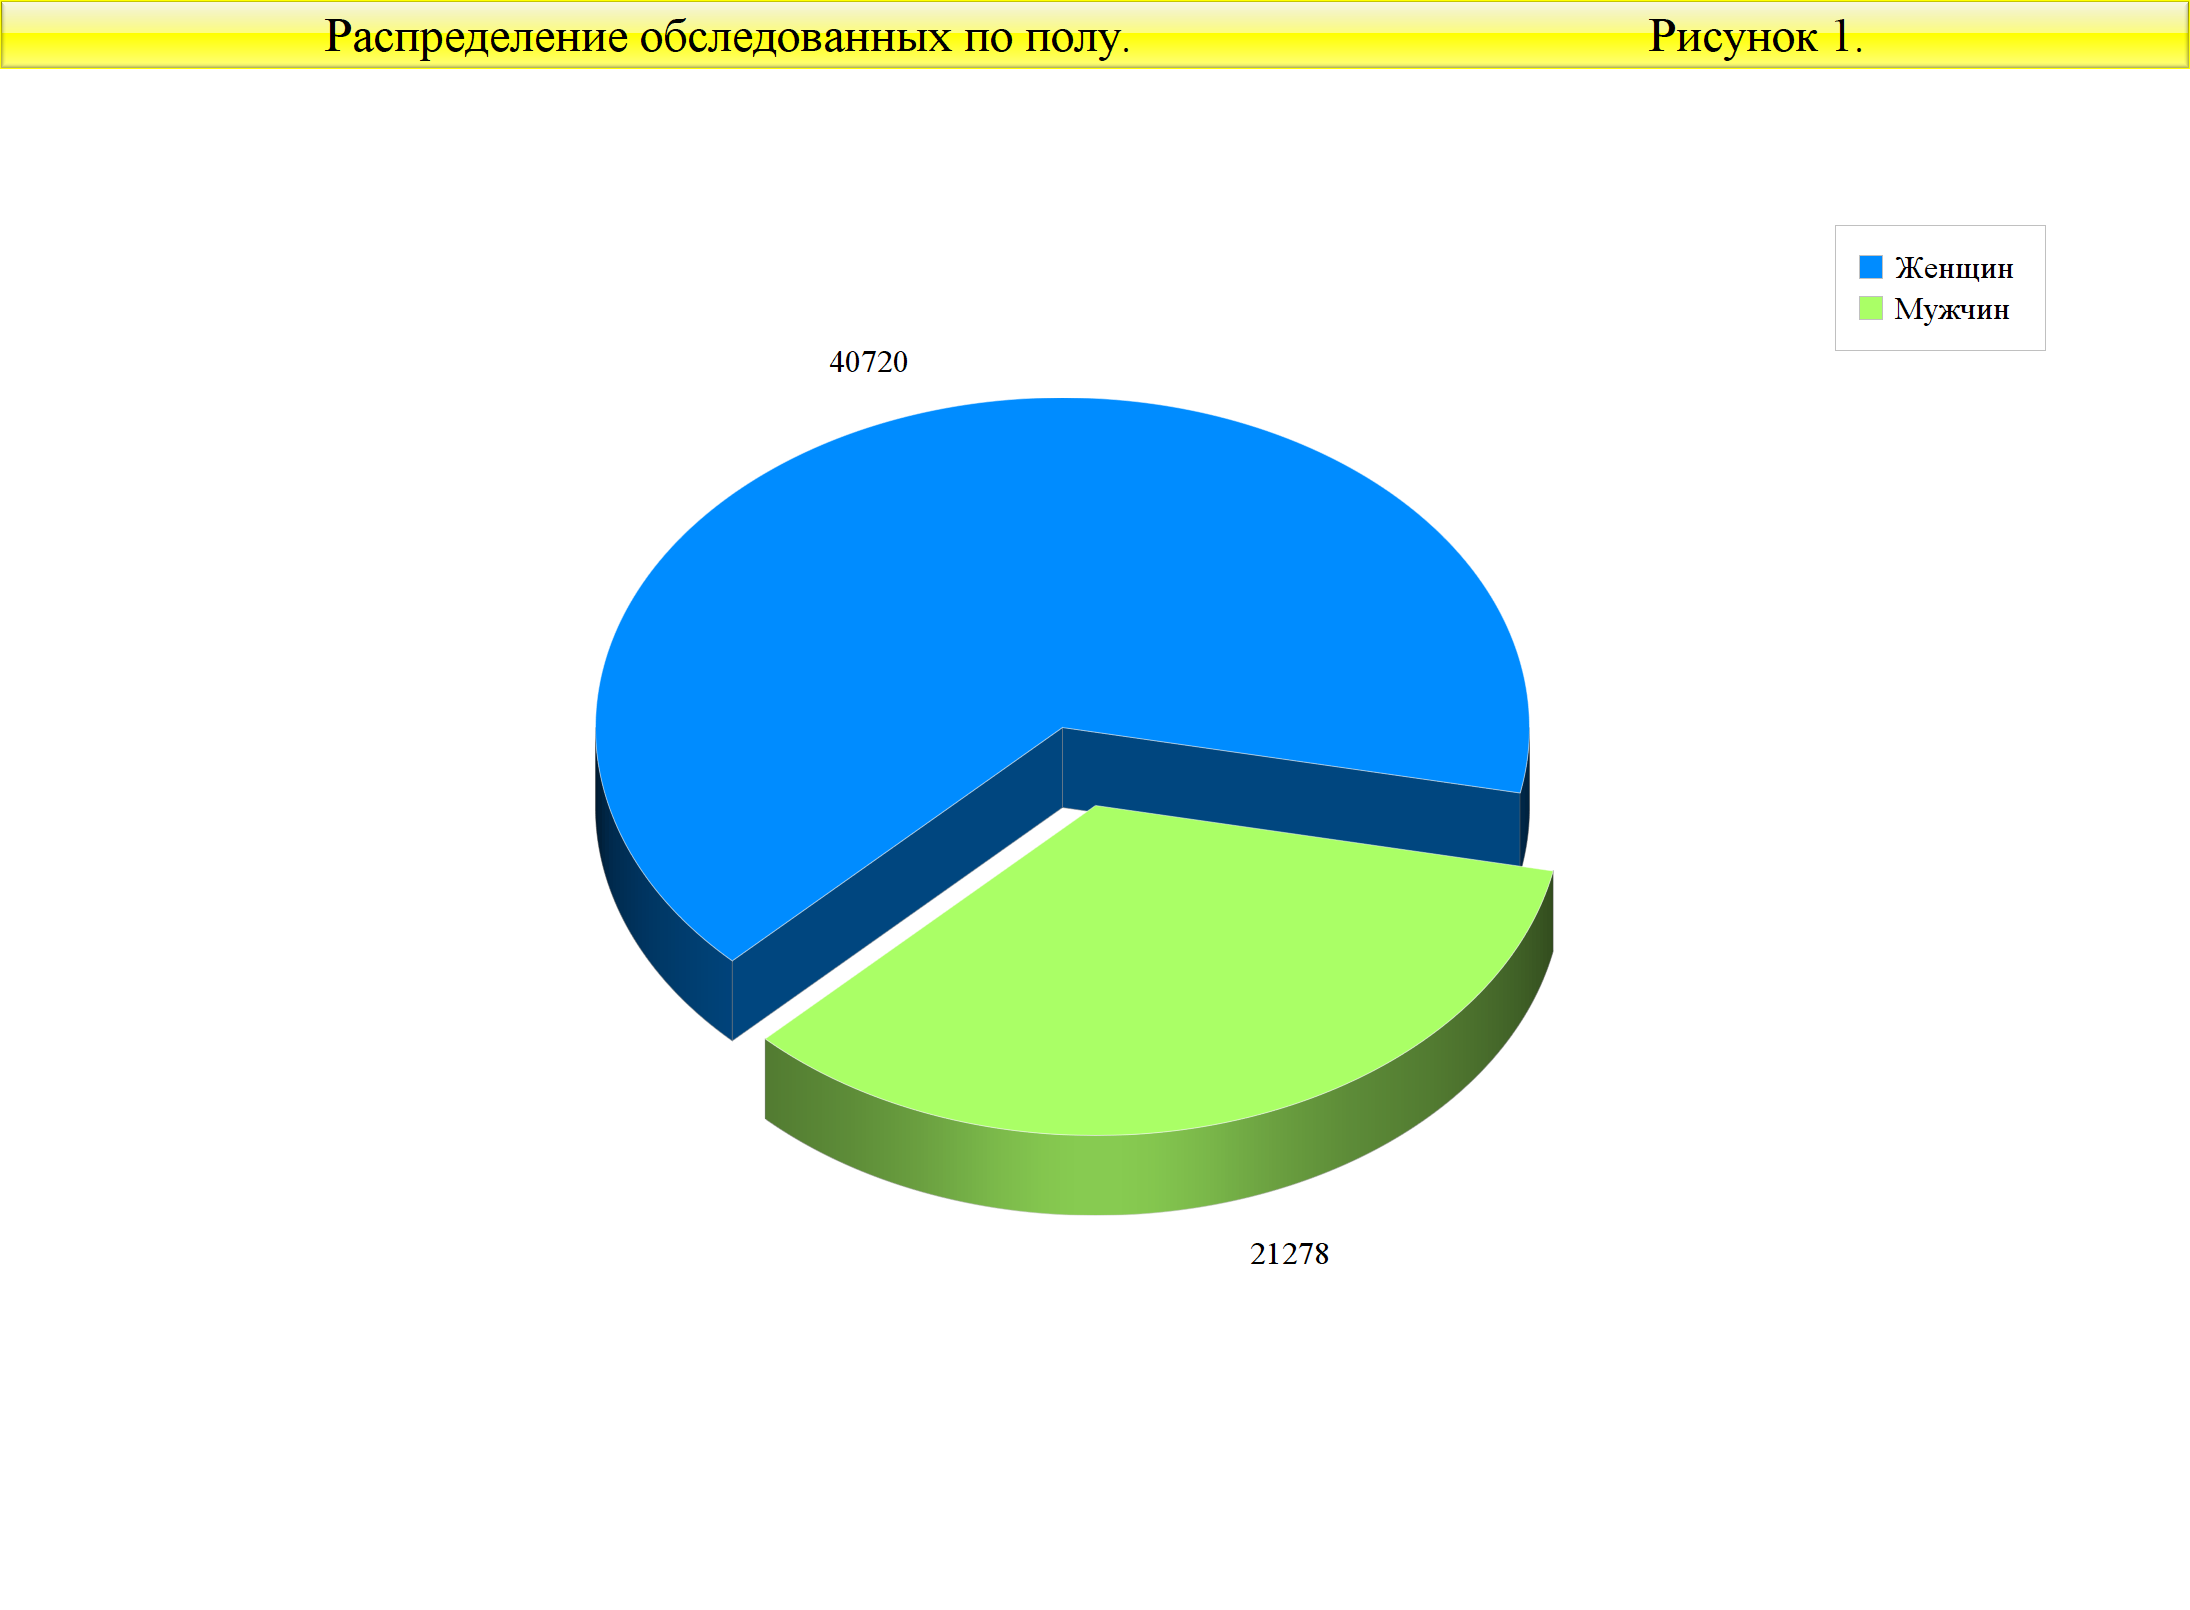 Распределение обследованных по полу. Рисунок 1.
Женщин
Мужчин
40720
21278